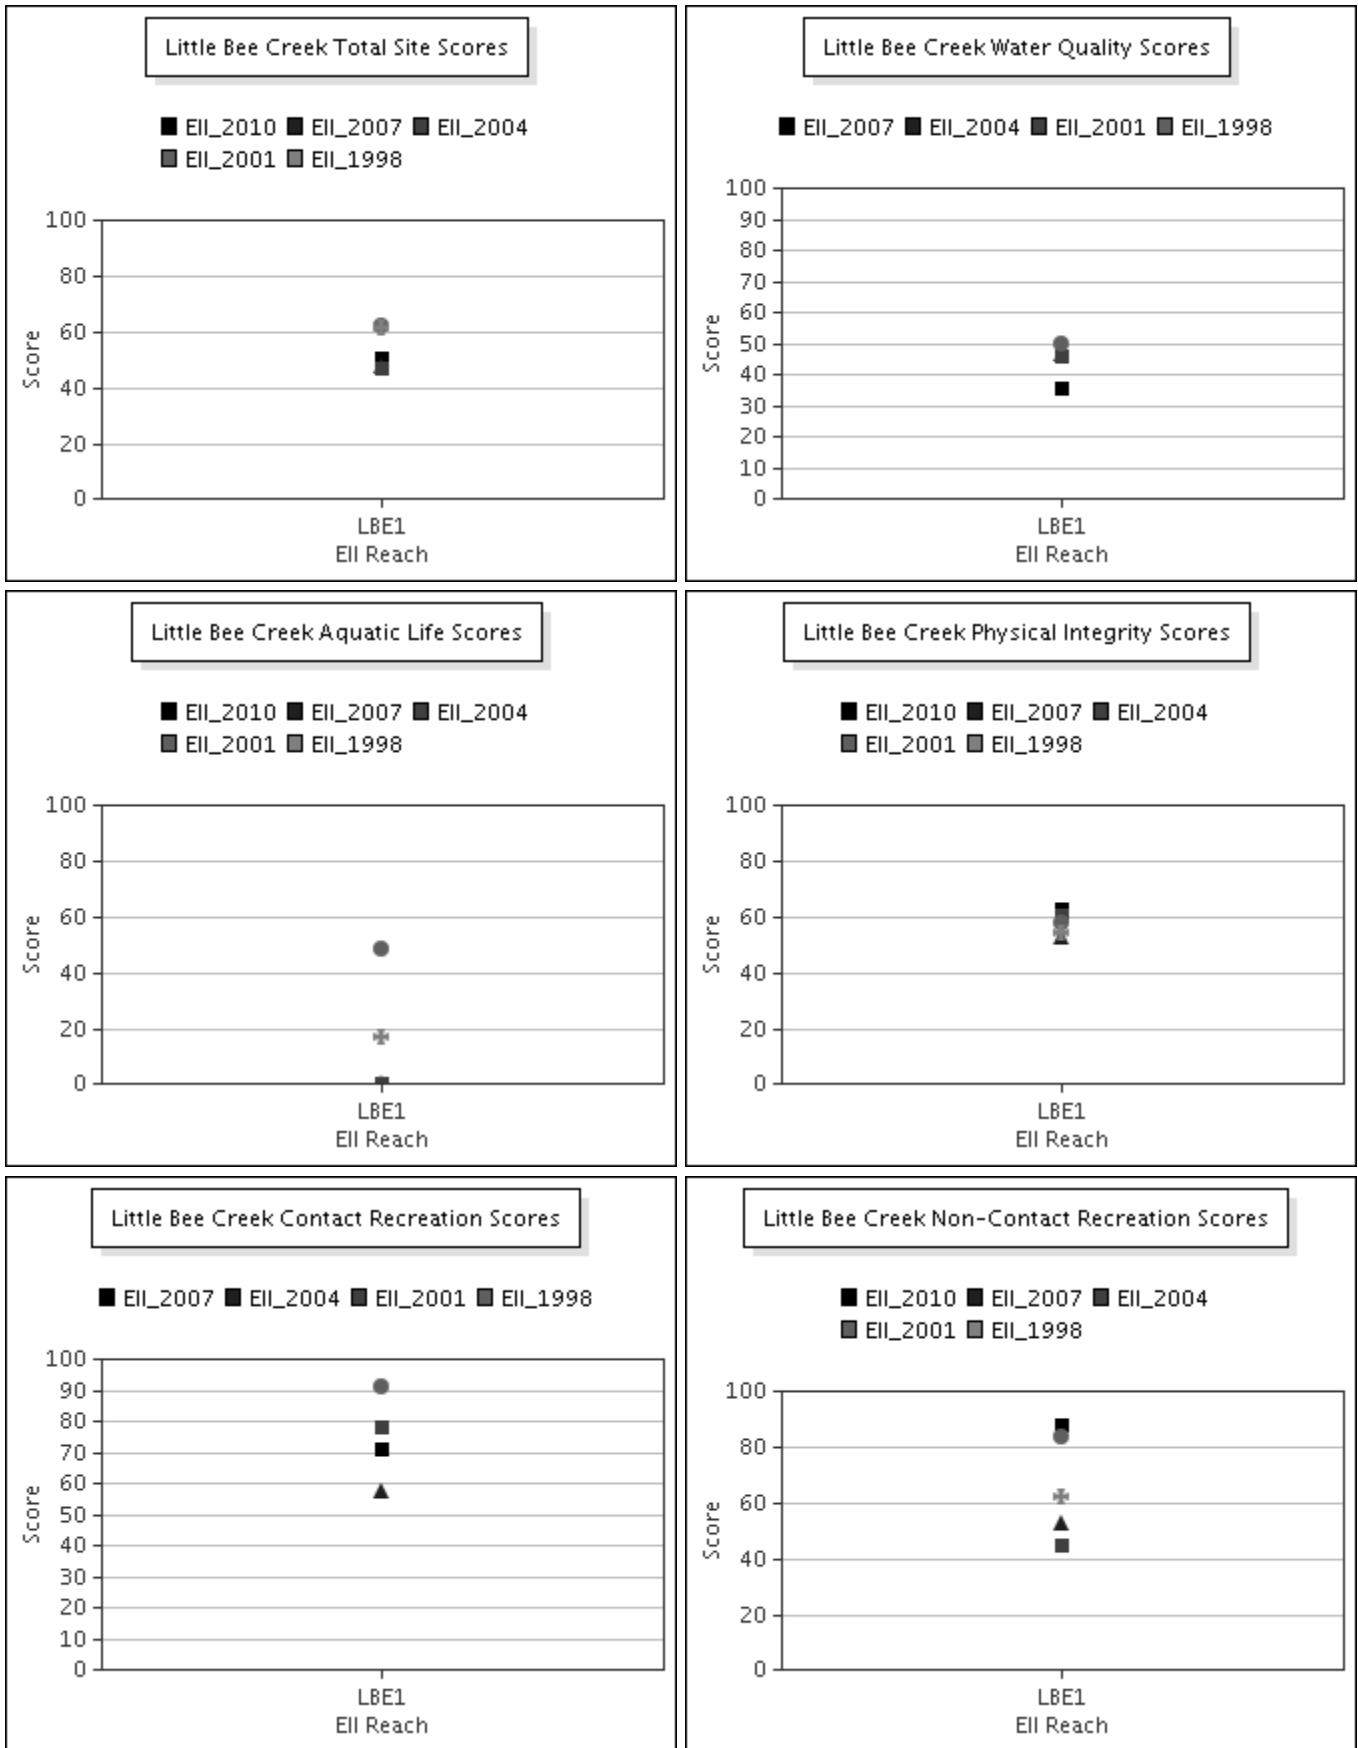 Little Bee Creek Total Site Scores
EII_2010 EII_2007 EII_2004
EII_2001 EII_1998
100
80
60
40
20
0
Score
LBE1
EII Reach
Little Bee Creek Water Quality Scores
EII_2007 EII_2004 EII_2001 EII_1998
100
90
80
70
60
50
40
30
20
10
0
Score
LBE1
EII Reach
Little Bee Creek Aquatic Life Scores
EII_2010 EII_2007 EII_2004
EII_2001 EII_1998
100
80
60
40
20
0
Score
LBE1
EII Reach
Little Bee Creek Physical Integrity Scores
EII_2010 EII_2007 EII_2004
EII_2001 EII_1998
100
80
60
40
20
0
Score
LBE1
EII Reach
Little Bee Creek Contact Recreation Scores
EII_2007 EII_2004 EII_2001 EII_1998
100
90
80
70
60
50
40
30
20
10
0
Score
LBE1
EII Reach
Little Bee Creek Non-Contact Recreation Scores
EII_2010 EII_2007 EII_2004
EII_2001 EII_1998
100
80
60
40
20
0
Score
LBE1
EII Reach